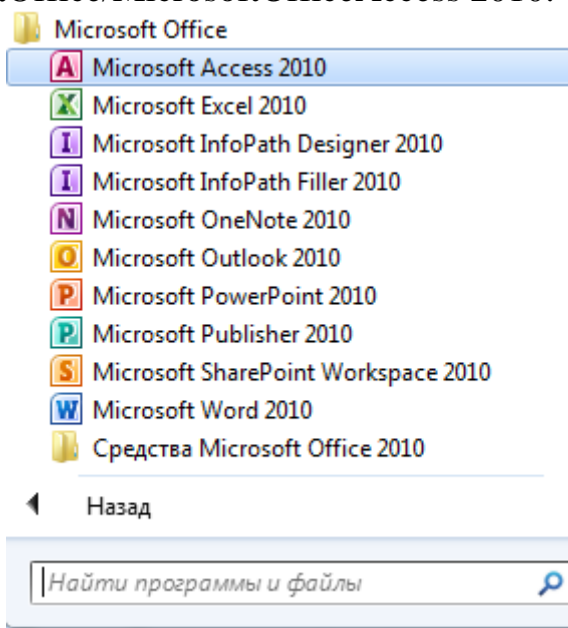 Microsoft Office
Microsoft Access 2010
Microsoft Excel 2010
Microsoft InfoPath Designer 2010
Microsoft InfoPath Filler 2010
Microsoft OneNote 2010
Microsoft Outlook 2010
Microsoft PowerPoint 2010
Microsoft Publisher 2010
Microsoft SharePoint Workspace 2010
Microsoft Word 2010
Средства Microsoft Office 2010
Назад
Найти программы и файлы